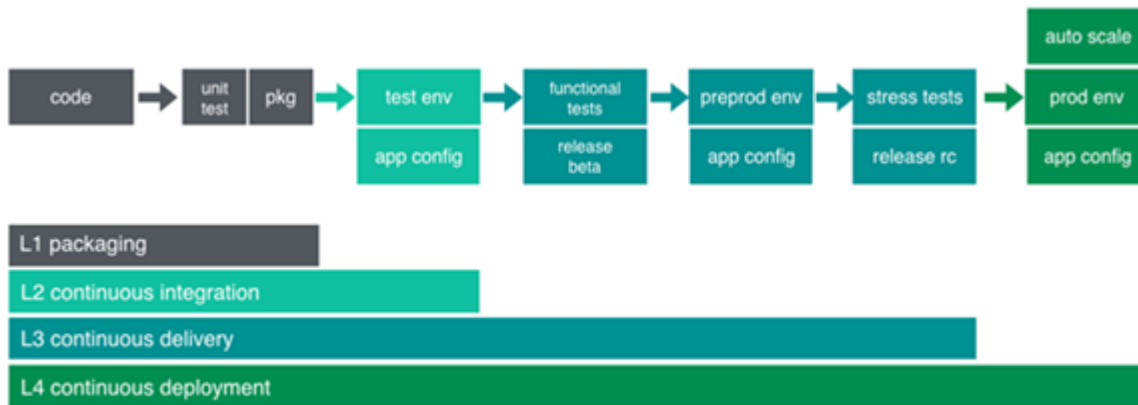 auto scale
code
unit
test
pkg
test env
functional
tests
preprod env
stress tests
prod env
app config
release
beta
app config
release rc
app config
L1 packaging
L2 continuous integration
L3 continuous delivery
L4 continuous deployment